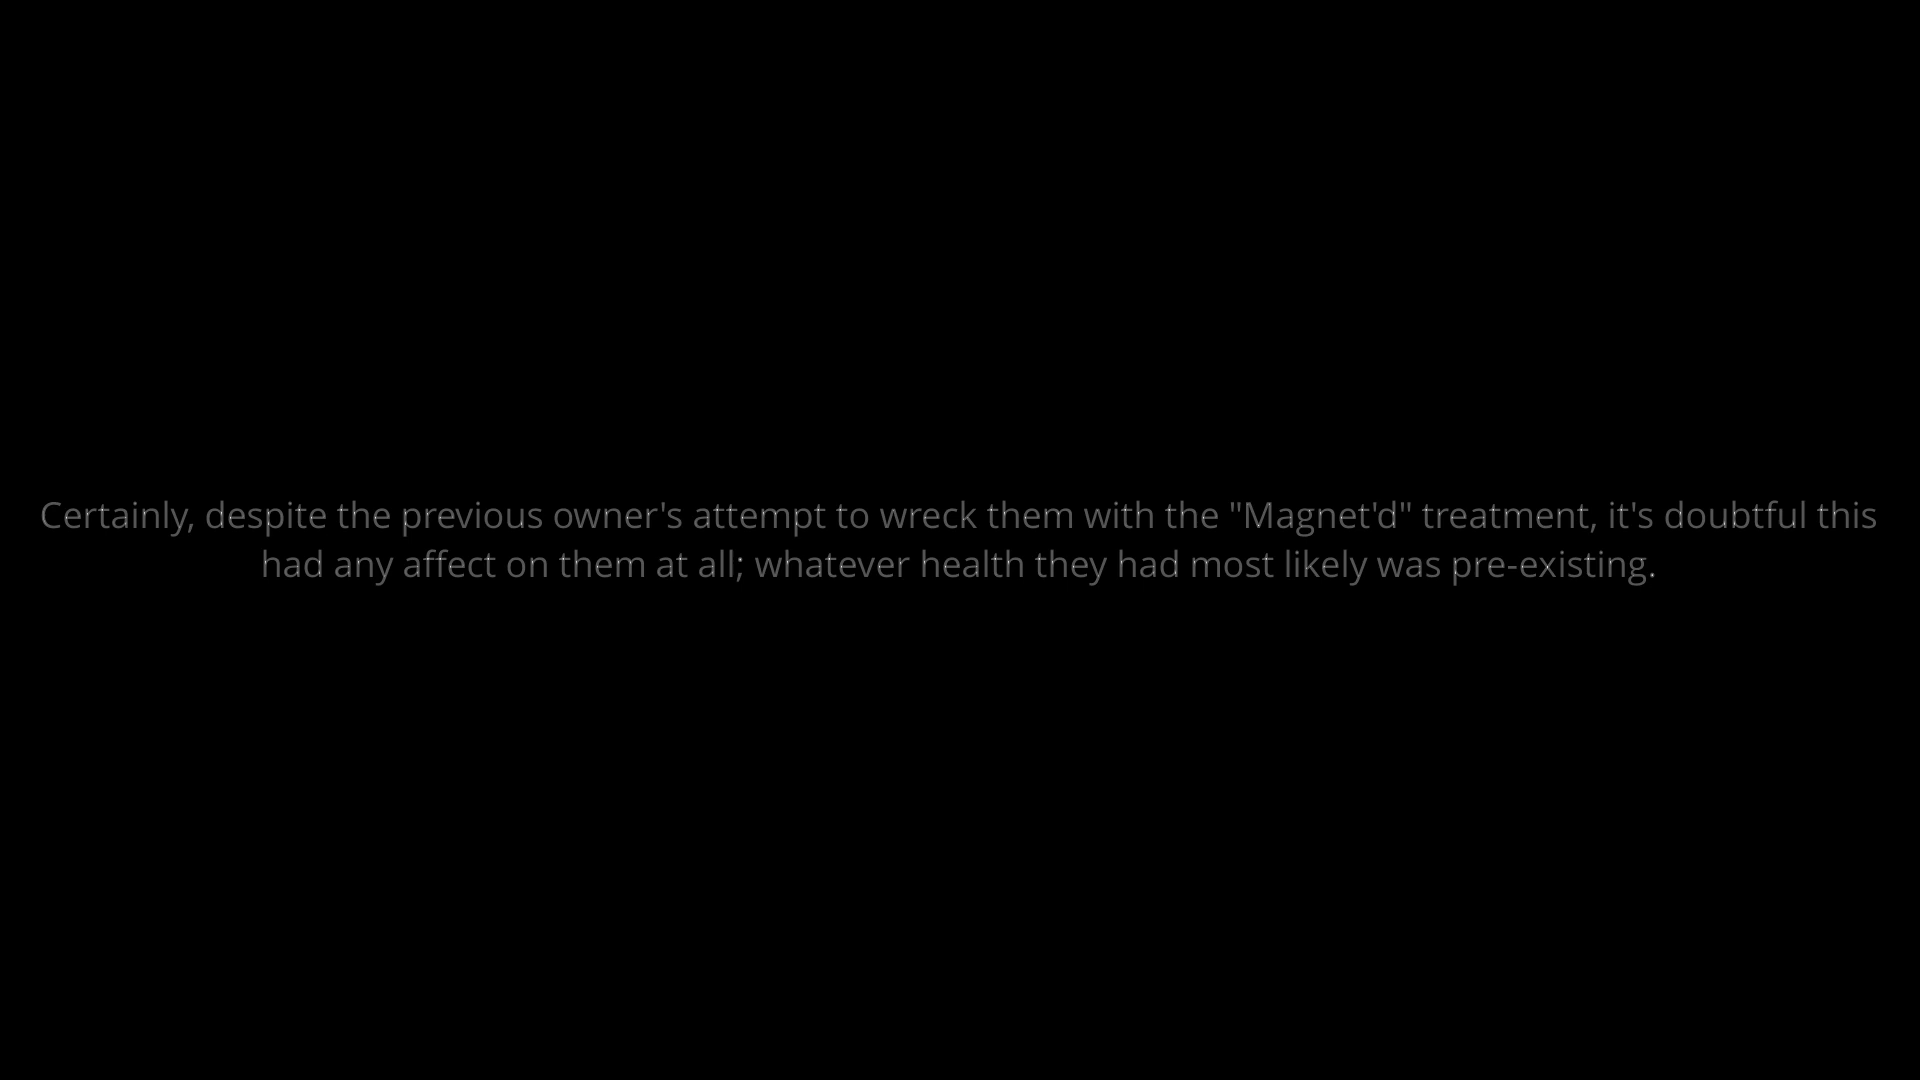 Certainly, despite the previous owner's attempt to wreck them with the "Magnet'd" treatment, it's doubtful this
had any affect on them at all; whatever health they had most likely was pre-existing.